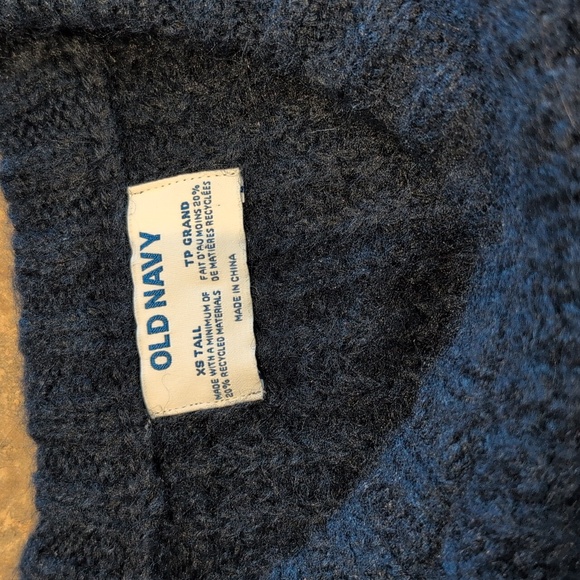 OLD NAVY
XS TALL TP GRAND
MADE WITH A MINIMUM OF FAIT D'AU MOINS 20%
20% RECYCLED MATERIALS DE MATIÈRES RECYCLÉES
MADE IN CHINA